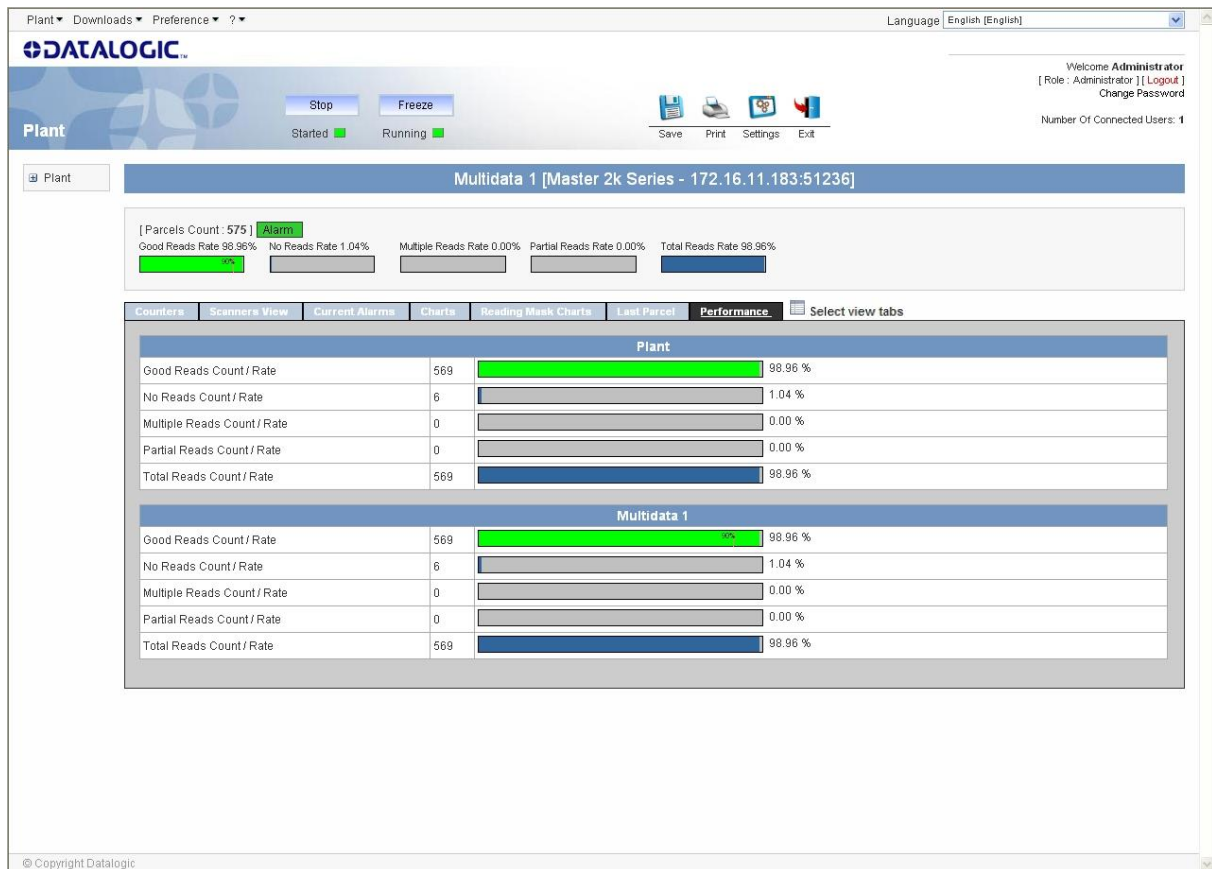 Plant Downloads Preference ? Language English [English]
DATALOGIC™
Welcome Administrator
[ Role : Administrator ] [ Logout ]
Change Password
Number Of Connected Users: 1
Plant
Stop Freeze
Started Running
Save Print Settings Exit
Plant
Multidata 1 [Master 2k Series - 172.16.11.183:51236]
[ Parcels Count : 575 ] Alarm
Good Reads Rate 98.96% No Reads Rate 1.04% Multiple Reads Rate 0.00% Partial Reads Rate 0.00% Total Reads Rate 98.96%
90%
Counters Scanners View Current Alarms Charts Reading Mask Charts Last Parcel Performance Select view tabs
Plant
Good Reads Count / Rate 569 98.96 %
No Reads Count / Rate 6 1.04 %
Multiple Reads Count / Rate 0 0.00 %
Partial Reads Count / Rate 0 0.00 %
Total Reads Count / Rate 569 98.96 %
Multidata 1
Good Reads Count / Rate 569 90% 98.96 %
No Reads Count / Rate 6 1.04 %
Multiple Reads Count / Rate 0 0.00 %
Partial Reads Count / Rate 0 0.00 %
Total Reads Count / Rate 569 98.96 %
© Copyright Datalogic